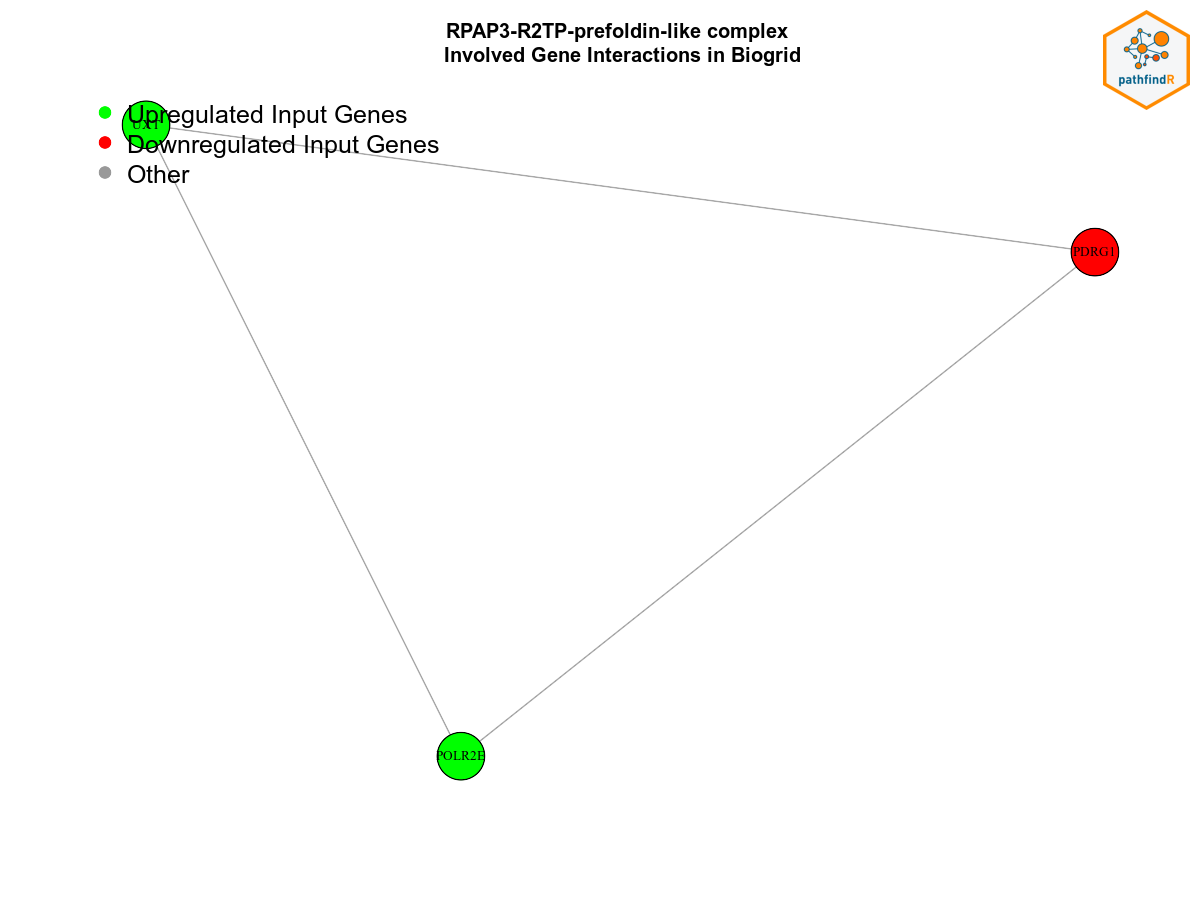 RPAP3-R2TP-prefoldin-like complex
Involved Gene Interactions in Biogrid
pathfindR
Upregulated Input Genes
UXT
Downregulated Input Genes
Other
PDRG1
POLR2E